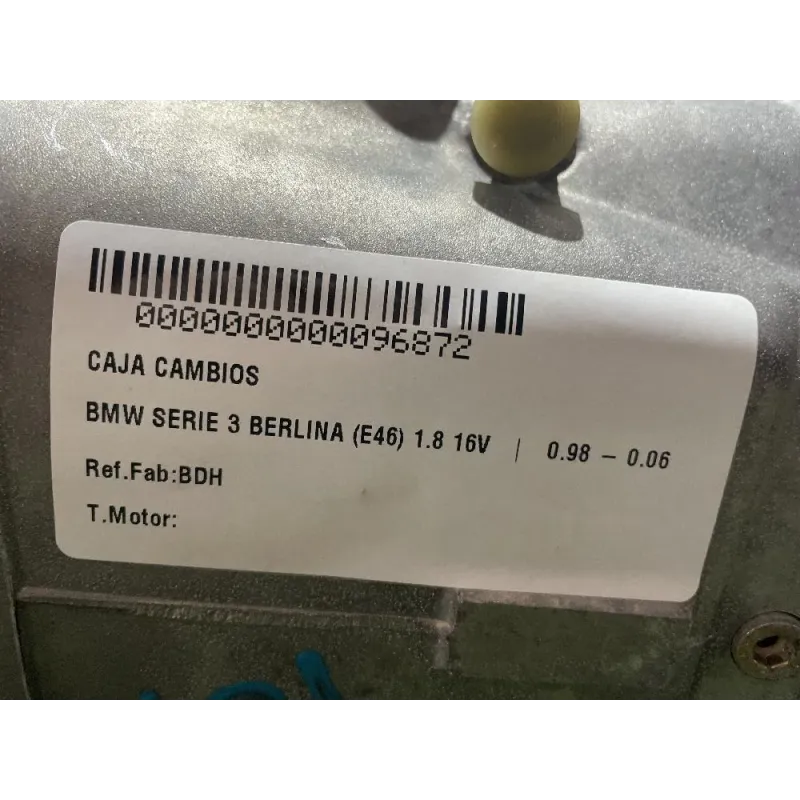 0000000000096872
CAJA CAMBIOS
BMW SERIE 3 BERLINA (E46) 1.8 16V | 0.98 – 0.06
Ref.Fab:BDH
T.Motor: